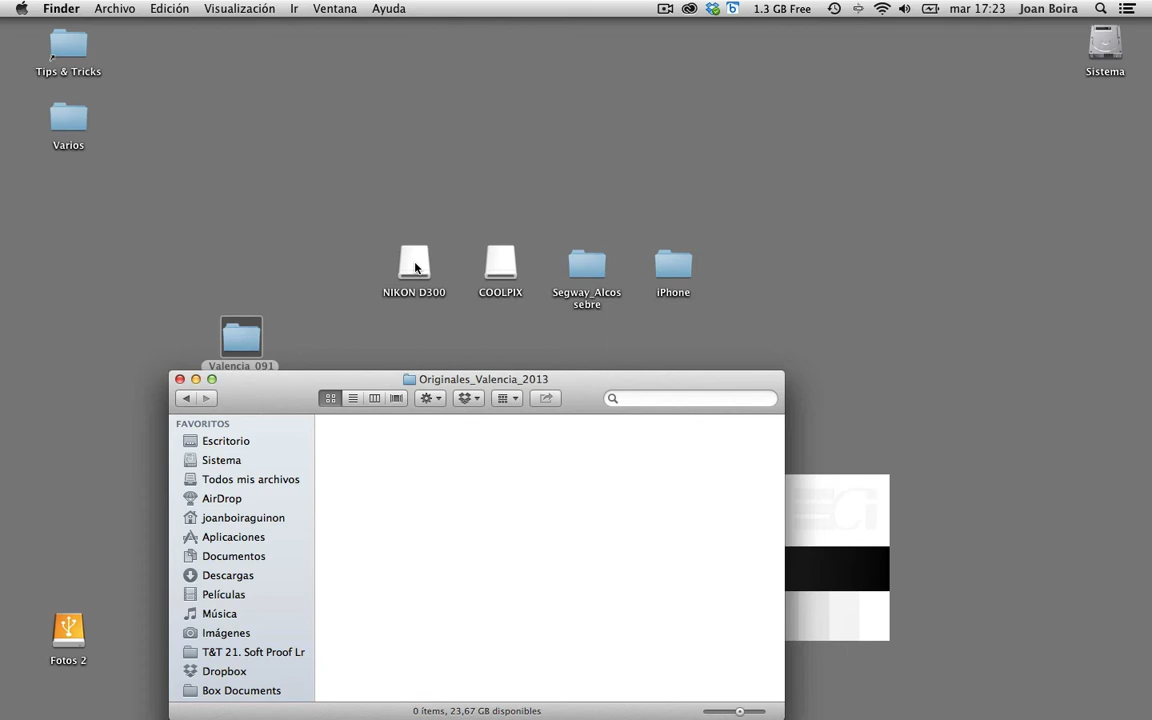 Finder Archivo Edición Visualización Ir Ventana Ayuda 1.3 GB Free mar 17:23 Joan Boira
Tips & Tricks
Sistema
Varios
NIKON D300 COOLPIX Segway_Alcos
sebre iPhone
Valencia_091
Originales_Valencia_2013
FAVORITOS
Escritorio
Sistema
Todos mis archivos
AirDrop
joanboiraguinon
Aplicaciones
Documentos
Descargas
Películas
Música
Imágenes
T&T 21. Soft Proof Lr
Dropbox
Box Documents
Fotos 2
0 ítems, 23,67 GB disponibles